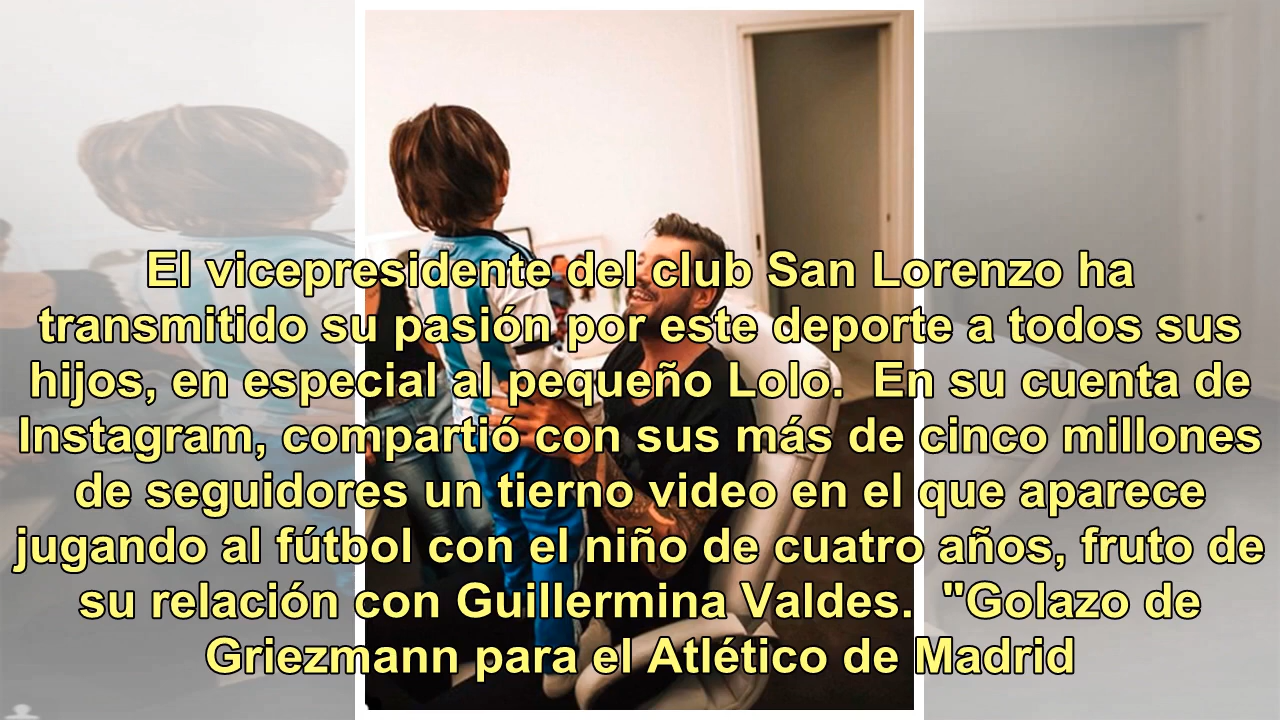 El vicepresidente del club San Lorenzo ha
transmitido su pasión por este deporte a todos sus
hijos, en especial al pequeño Lolo.  En su cuenta de
Instagram, compartió con sus más de cinco millones
de seguidores un tierno video en el que aparece
jugando al fútbol con el niño de cuatro años, fruto de
su relación con Guillermina Valdes.  "Golazo de
Griezmann para el Atlético de Madrid